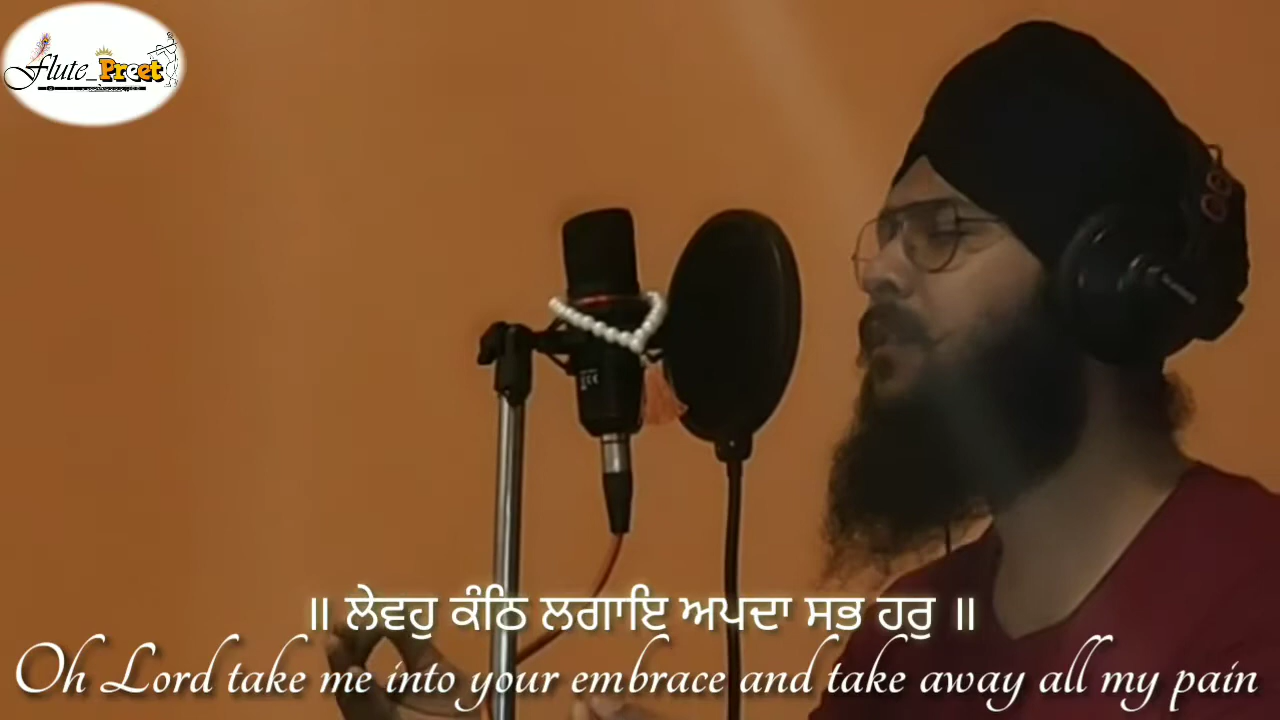 Flute_Preet
॥ ਲੇਵਹੁ ਕੰਠਿ ਲਗਾਇ ਅਪਦਾ ਸਭ ਹਰੁ ॥
Oh Lord take me into your embrace and take away all my pain